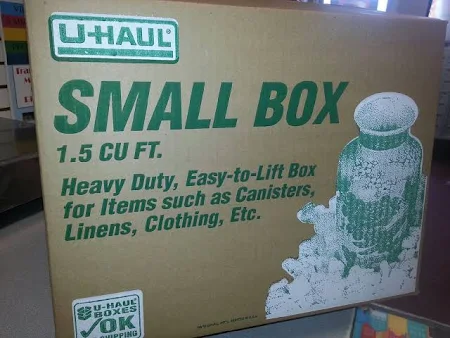 U-HAUL®
SMALL BOX
1.5 CU FT.
Heavy Duty, Easy-to-Lift Box
for Items such as Canisters,
Linens, Clothing, Etc.
U-HAUL
BOXES
OK
SHIPPING